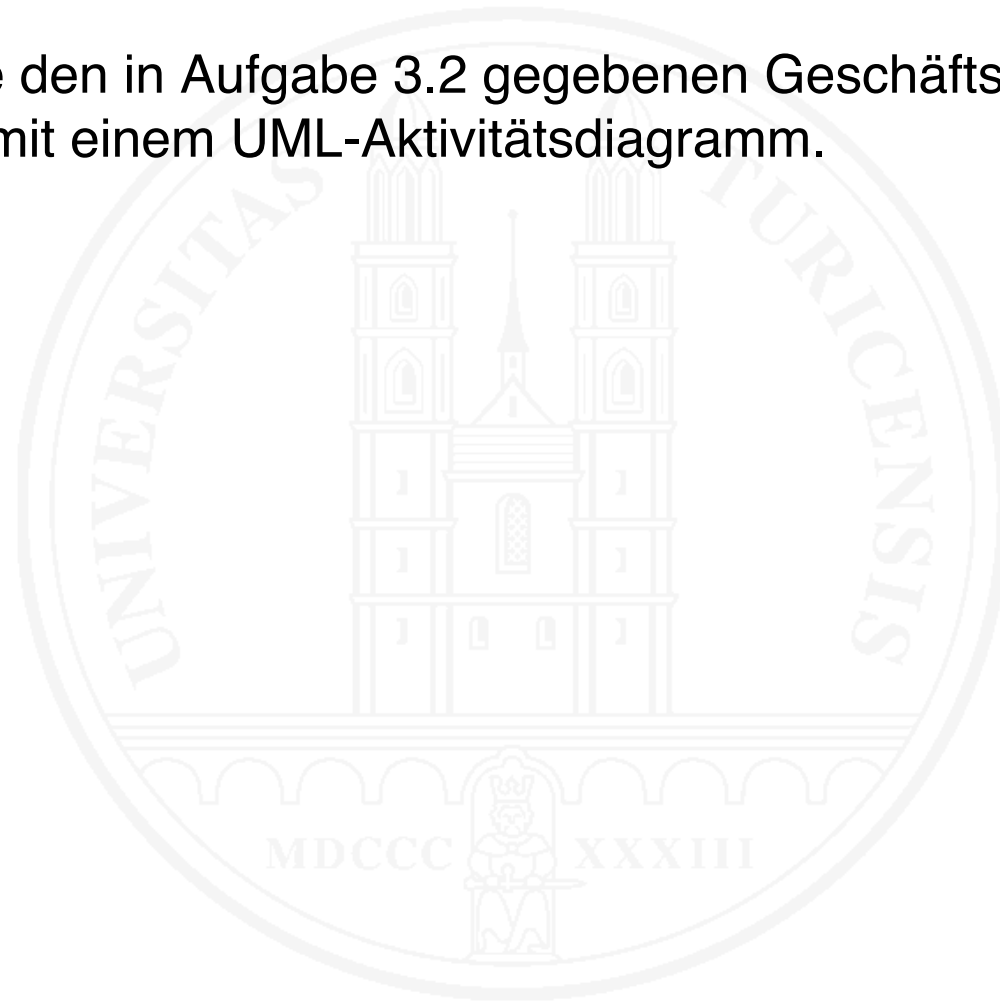 e den in Aufgabe 3.2 gegebenen Geschäfts
mit einem UML-Aktivitätsdiagramm.
UNIVERSITAS TURICENSIS
MDCCC XXXIII